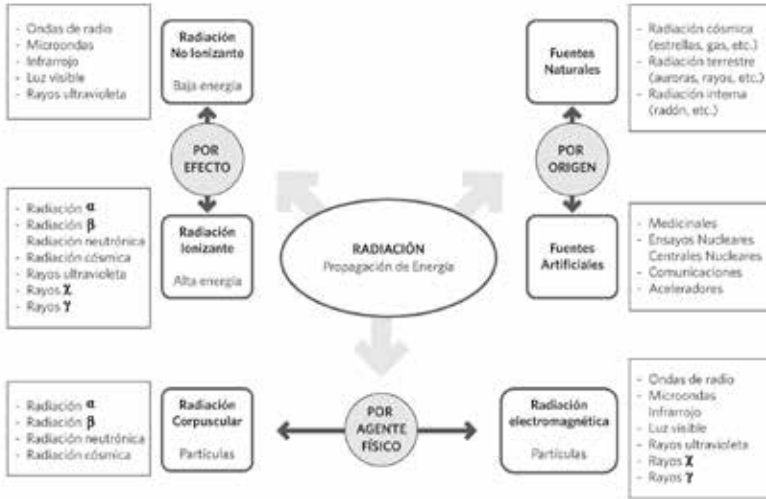 - Ondas de radio
- Microondas
- Infrarrojo
- Luz visible
- Rayos ultravioleta
Radiación
No Ionizante
Baja energía
POR
EFECTO
- Radiación α
- Radiación β
Radiación neutrónica
- Radiación cósmica
- Rayos ultravioleta
- Rayos χ
- Rayos γ
Radiación
Ionizante
Alta energía
Fuentes
Naturales
- Radiación cósmica
(estrellas, gas, etc.)
- Radiación terrestre
(auroras, rayos, etc.)
- Radiación interna
(radón, etc.)
POR
ORIGEN
Fuentes
Artificiales
- Medicinales
- Ensayos Nucleares
Centrales Nucleares
- Comunicaciones
- Aceleradores
RADIACIÓN
Propagación de Energía
- Radiación α
- Radiación β
- Radiación neutrónica
- Radiación cósmica
Radiación
Corpuscular
Partículas
POR
AGENTE
FÍSICO
Radiación
electromagnética
Partículas
- Ondas de radio
- Microondas
Infrarrojo
- Luz visible
- Rayos ultravioleta
- Rayos χ
- Rayos γ